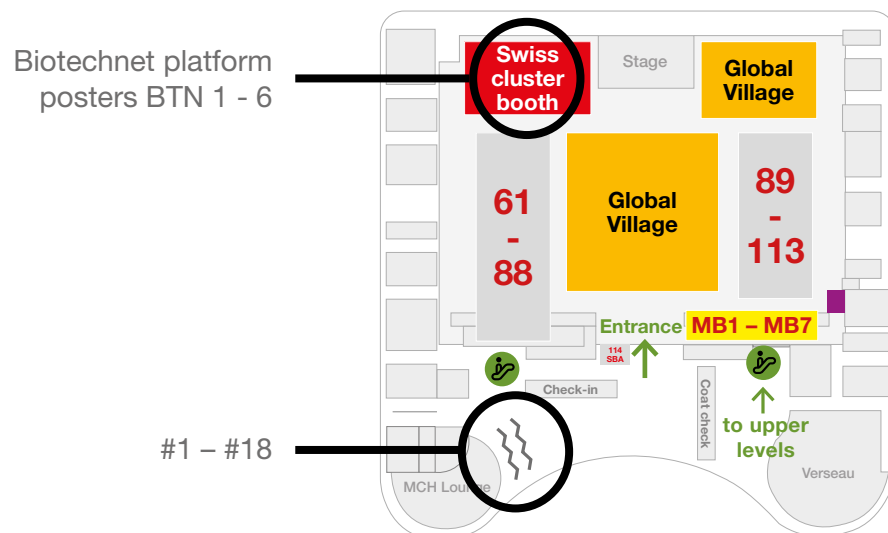 Biotechnet platform
posters BTN 1 - 6
Swiss
cluster
booth
Stage
Global
Village
61
-
88
Global
Village
89
-
113
Entrance
MB1 – MB7
114
SBA
Check-in
Coat check
to upper
levels
#1 – #18
MCH Lounge
Verseau